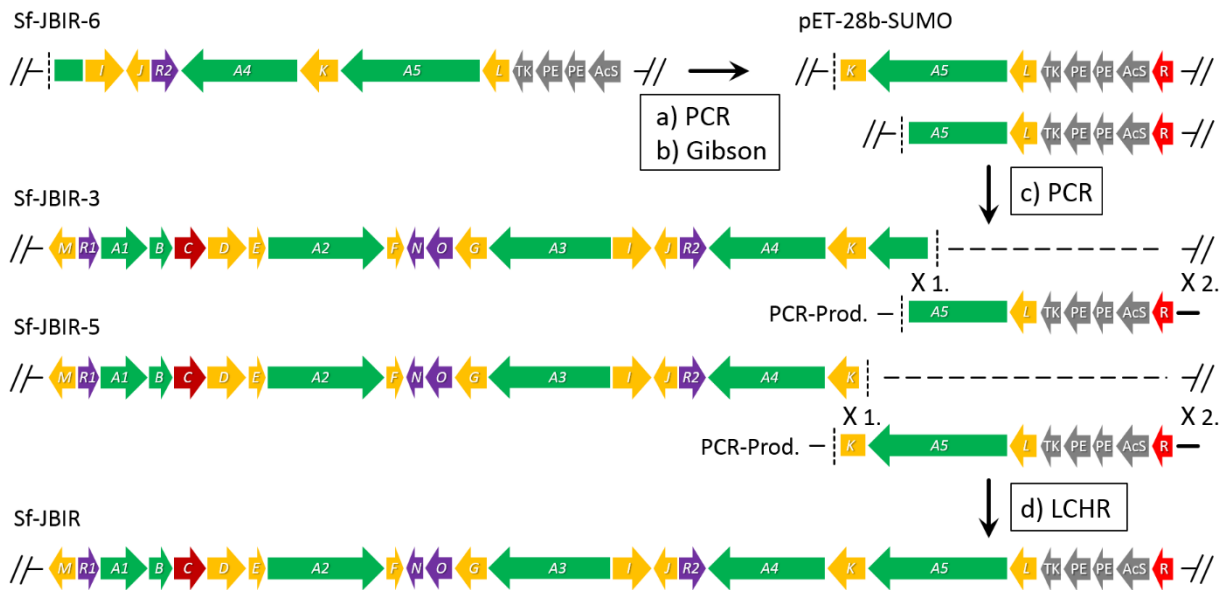 Sf-JBIR-6
pET-28b-SUMO
I J R2 A4 K A5 L TK PE PE AcS
K A5 L TK PE PE AcS R
a) PCR
b) Gibson
A5 L TK PE PE AcS R
c) PCR
Sf-JBIR-3
M R1 A1 B C D E A2 F N O G A3 I J R2 A4 K
X 1. X 2.
PCR-Prod. A5 L TK PE PE AcS R
Sf-JBIR-5
M R1 A1 B C D E A2 F N O G A3 I J R2 A4 K
X 1. X 2.
PCR-Prod. K A5 L TK PE PE AcS R
d) LCHR
Sf-JBIR
M R1 A1 B C D E A2 F N O G A3 I J R2 A4 K A5 L TK PE PE AcS R